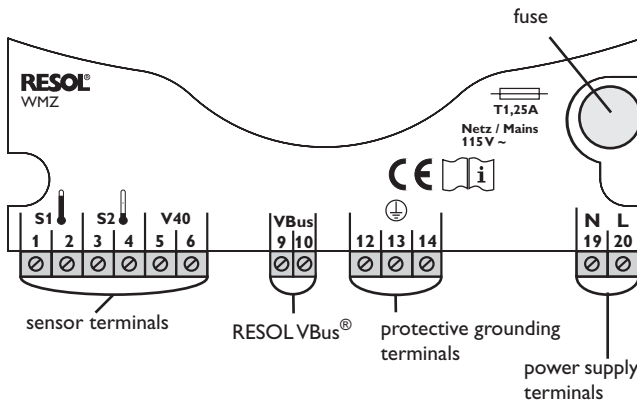 fuse
RESOL®
WMZ
T1,25A
Netz / Mains
115 V ~
CE i
S1 S2 V40 VBus N L
1 2 3 4 5 6 9 10 12 13 14 19 20
sensor terminals
RESOL VBus®
protective grounding
terminals
power supply
terminals